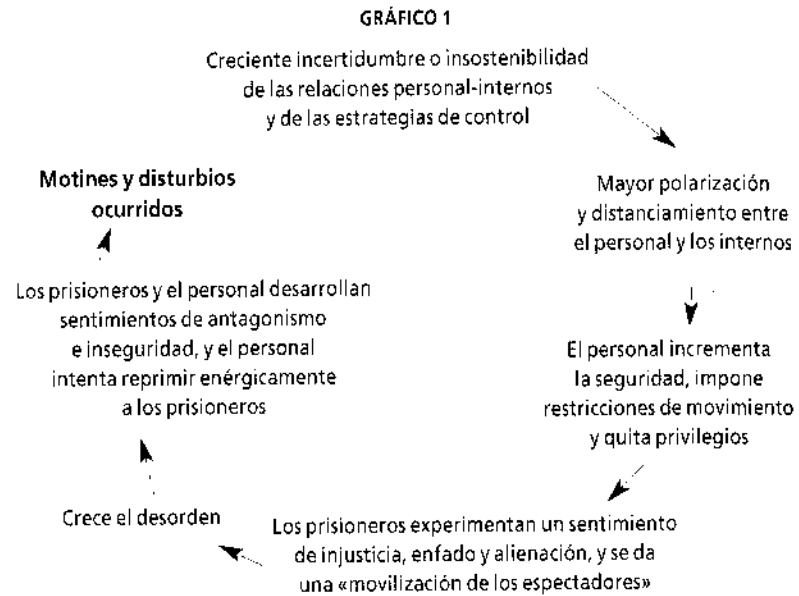 GRÁFICO 1
Creciente incertidumbre o insostenibilidad
de las relaciones personal-internos
y de las estrategias de control
Mayor polarización
y distanciamiento entre
el personal y los internos
El personal incrementa
la seguridad, impone
restricciones de movimiento
y quita privilegios
Los prisioneros experimentan un sentimiento
de injusticia, enfado y alienación, y se da
una «movilización de los espectadores»
Crece el desorden
Los prisioneros y el personal desarrollan
sentimientos de antagonismo
e inseguridad, y el personal
intenta reprimir enérgicamente
a los prisioneros
Motines y disturbios
ocurridos